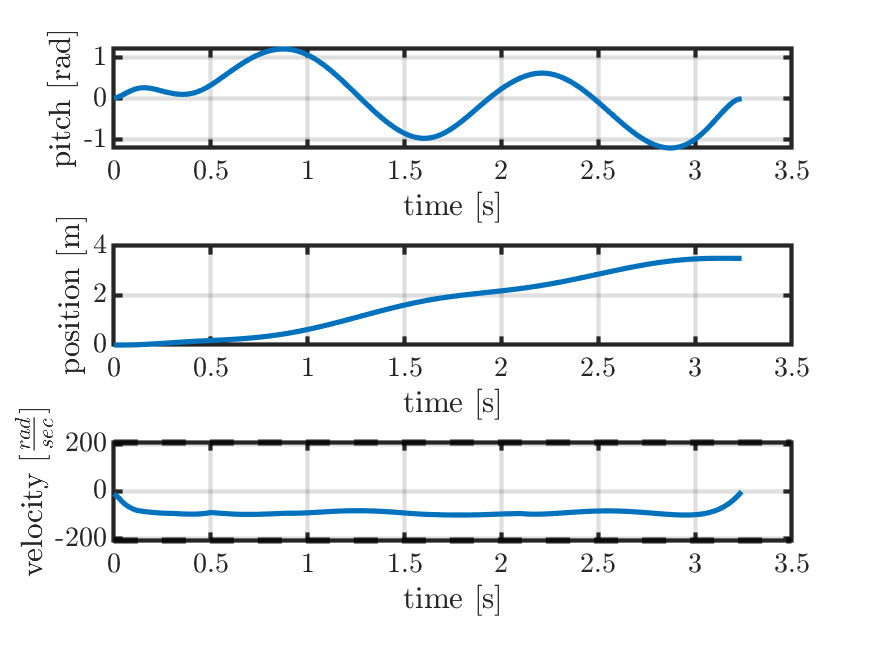 pitch [rad]
1
0
-1
0 0.5 1 1.5 2 2.5 3 3.5
time [s]
position [m]
4
2
0
0 0.5 1 1.5 2 2.5 3 3.5
time [s]
velocity [rad/sec]
200
0
-200
0 0.5 1 1.5 2 2.5 3 3.5
time [s]